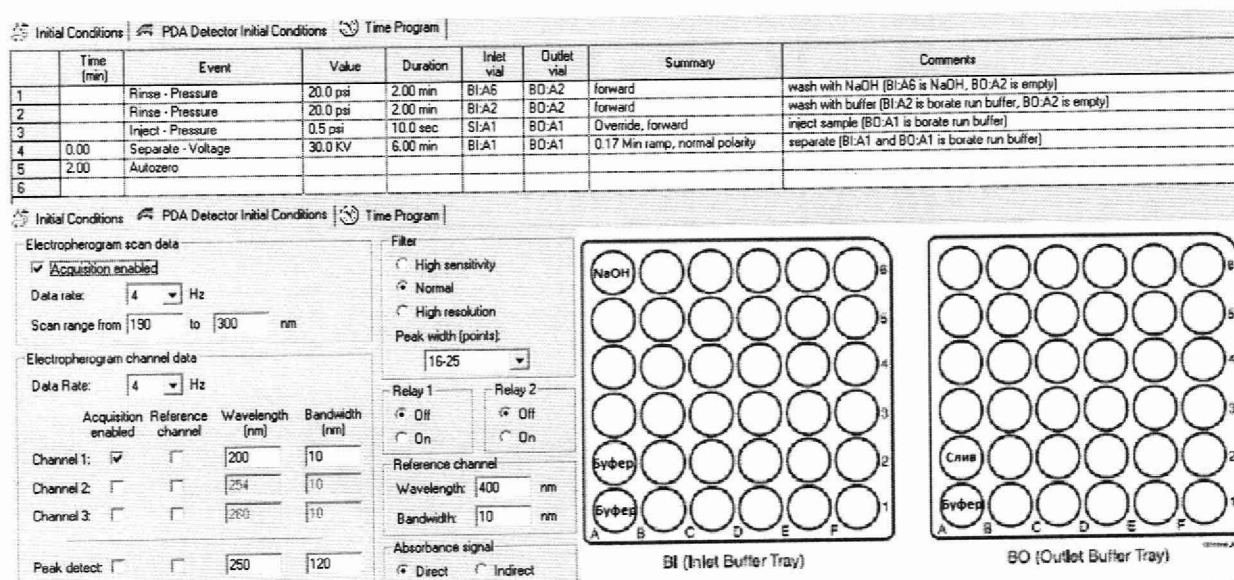 Initial Conditions PDA Detector Initial Conditions Time Program
Time (min) Event Value Duration Inlet vial Outlet vial Summary Comments
1 Rinse - Pressure 20.0 psi 2.00 min BI:A6 BO:A2 forward wash with NaOH (BI:A6 is NaOH, BO:A2 is empty)
2 Rinse - Pressure 20.0 psi 2.00 min BI:A2 BO:A2 forward wash with buffer (BI:A2 is borate run buffer, BO:A2 is empty)
3 Inject - Pressure 0.5 psi 10.0 sec SI:A1 BO:A1 Override, forward inject sample (BO:A1 is borate run buffer)
4 0.00 Separate - Voltage 30.0 KV 6.00 min BI:A1 BO:A1 0.17 Min ramp, normal polarity separate (BI:A1 and BO:A1 is borate run buffer)
5 2.00 Autozero
6
Initial Conditions PDA Detector Initial Conditions Time Program
Electropherogram scan data
Acquisition enabled
Data rate: 4 Hz
Scan range from 190 to 300 nm
Electropherogram channel data
Data Rate: 4 Hz
Acquisition enabled Reference channel Wavelength (nm) Bandwidth (nm)
Channel 1: 200 10
Channel 2: 254 10
Channel 3: 260 10
Peak detect: 250 120
Filter
High sensitivity
Normal
High resolution
Peak width (points):
16-25
Relay 1 Relay 2
Off Off
On On
Reference channel
Wavelength: 400 nm
Bandwidth: 10 nm
Absorbance signal
Direct Indirect
NaOH 6
5
4
3
Буфер 2
Буфер 1
A B C D E F
BI (Inlet Buffer Tray)
6
5
4
3
Слив 2
Буфер 1
A B C D E F
BO (Outlet Buffer Tray)